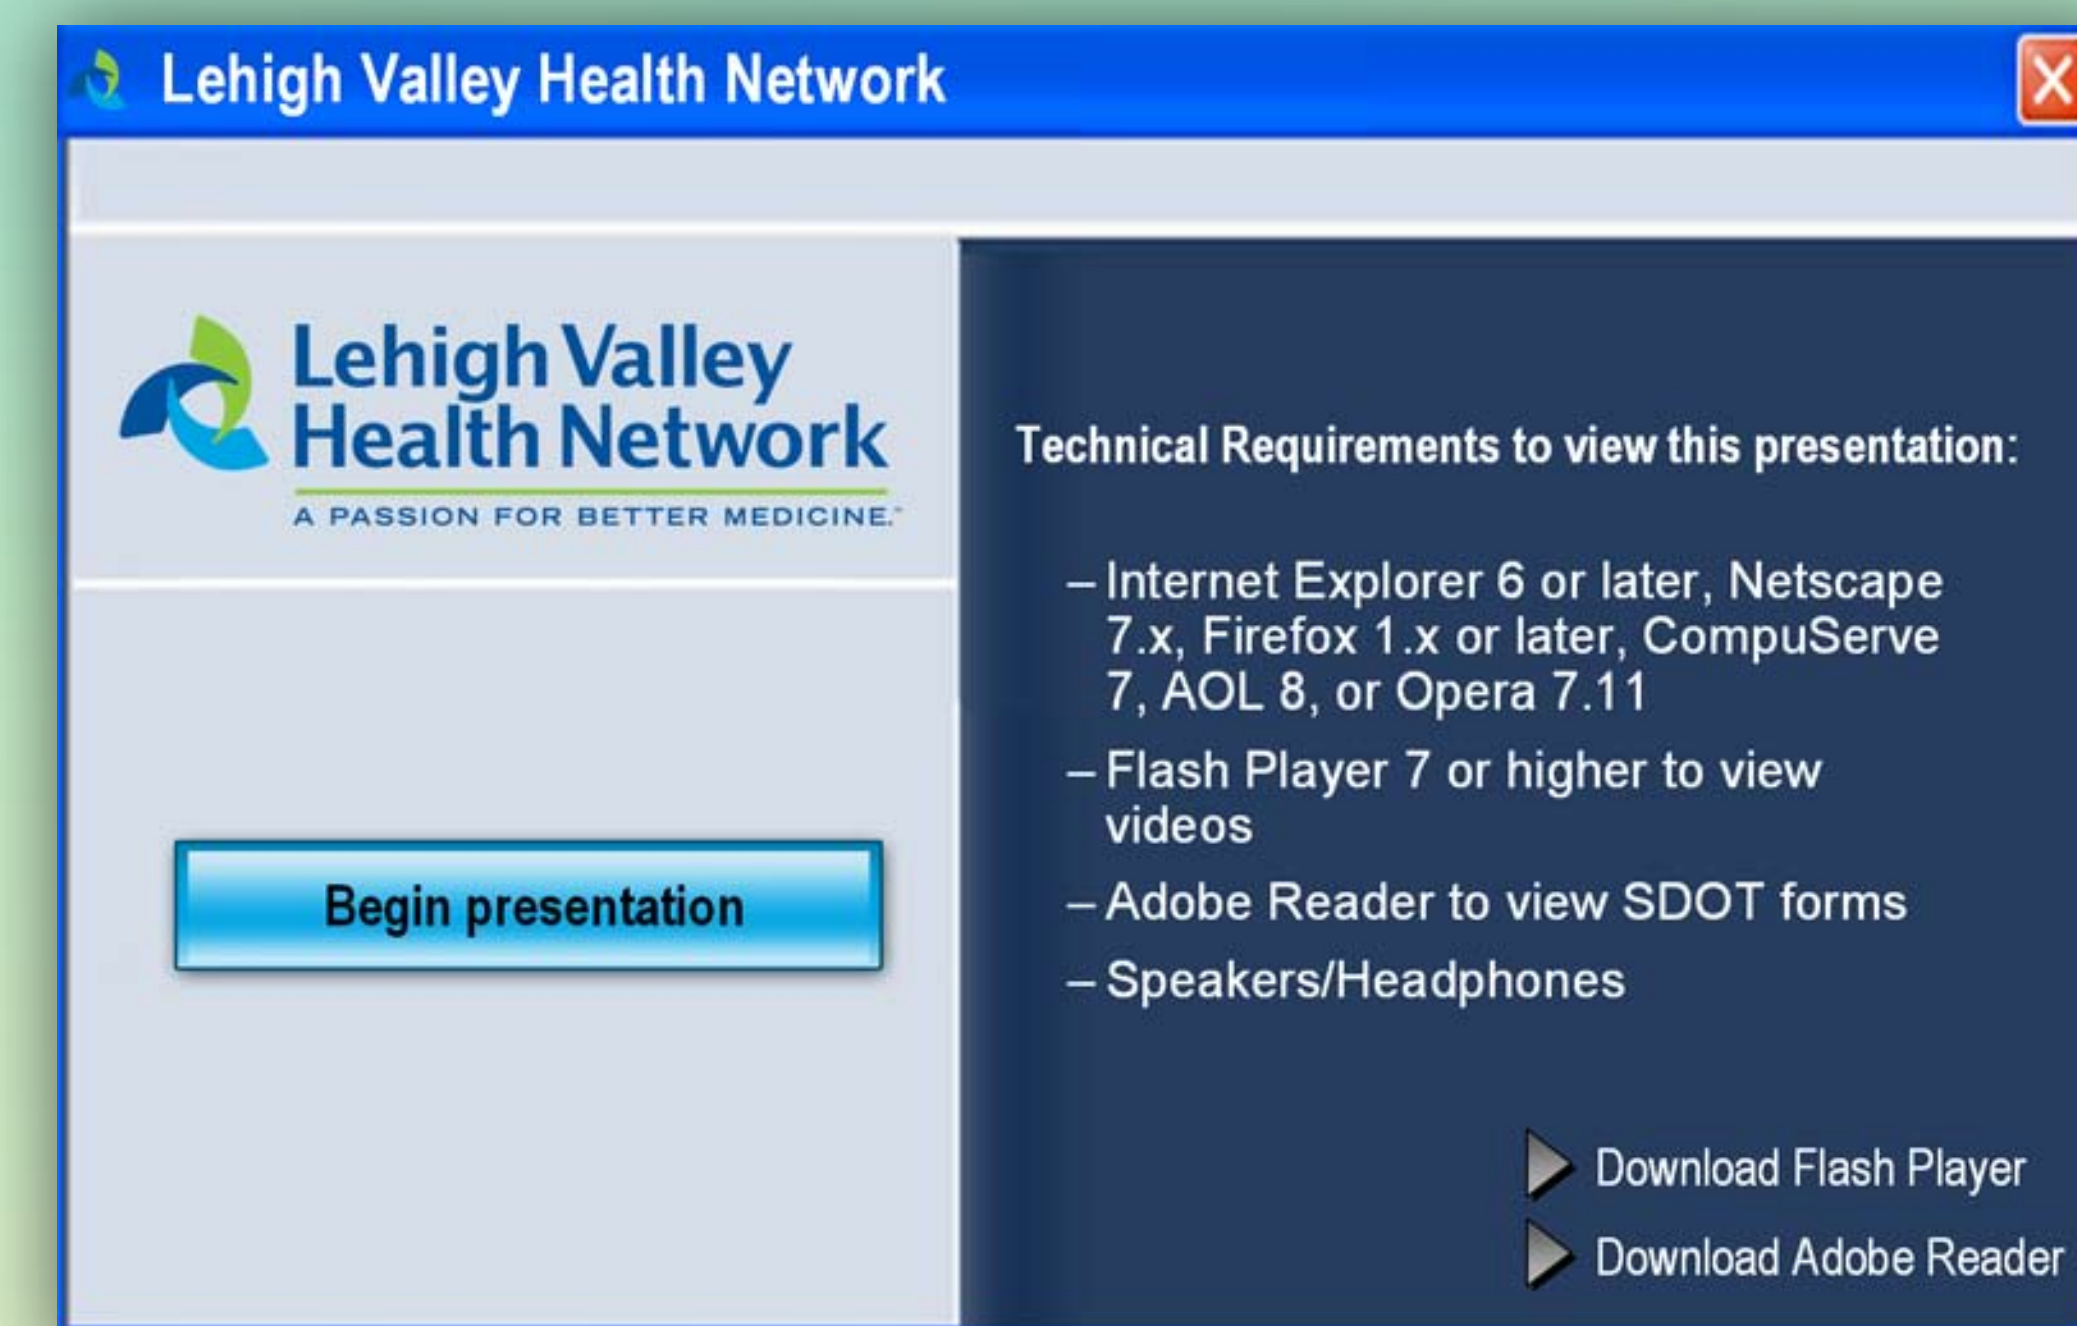 Lehigh Valley Health Network
X
Lehigh Valley
Health Network
A PASSION FOR BETTER MEDICINE.
Begin presentation
Technical Requirements to view this presentation:
– Internet Explorer 6 or later, Netscape
7.x, Firefox 1.x or later, CompuServe
7, AOL 8, or Opera 7.11
– Flash Player 7 or higher to view
videos
– Adobe Reader to view SDOT forms
– Speakers/Headphones
Download Flash Player
Download Adobe Reader